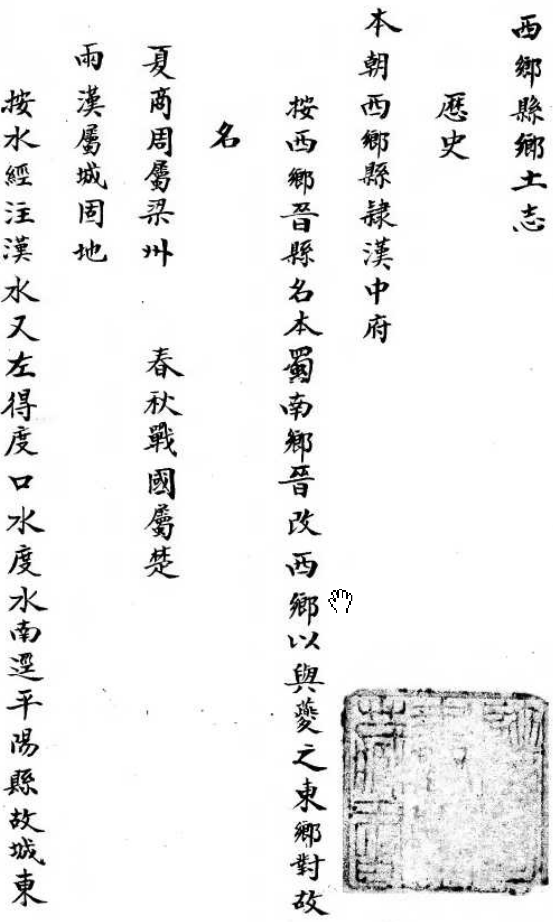 西鄉縣鄉土志
歷史
本朝西鄉縣隸漢中府
按西鄉晉縣名本蜀南鄉晉改西鄉以與夔之東鄉對故
名
夏商周屬梁州 春秋戰國屬楚
兩漢屬城固地
按水經注漢水又左得度口水度水南逕平陽縣故城東